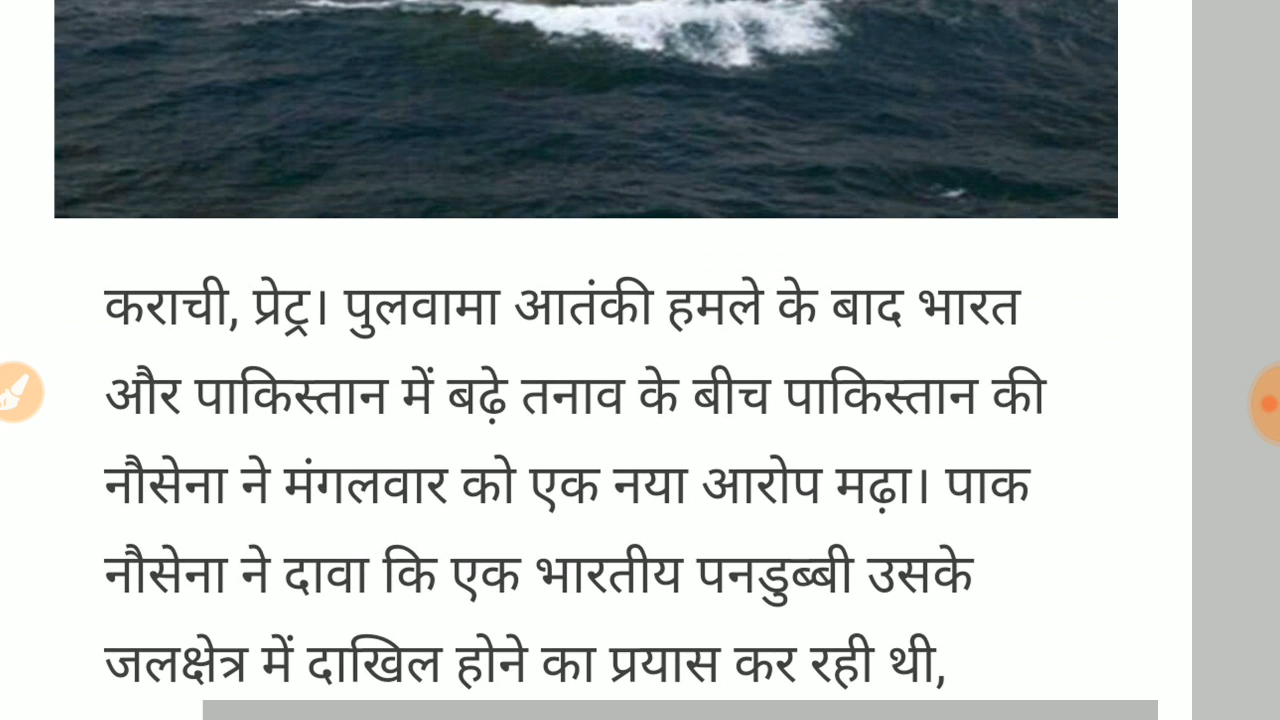 कराची, प्रेट्र। पुलवामा आतंकी हमले के बाद भारत
और पाकिस्तान में बढ़े तनाव के बीच पाकिस्तान की
नौसेना ने मंगलवार को एक नया आरोप मढ़ा। पाक
नौसेना ने दावा कि एक भारतीय पनडुब्बी उसके
जलक्षेत्र में दाखिल होने का प्रयास कर रही थी,